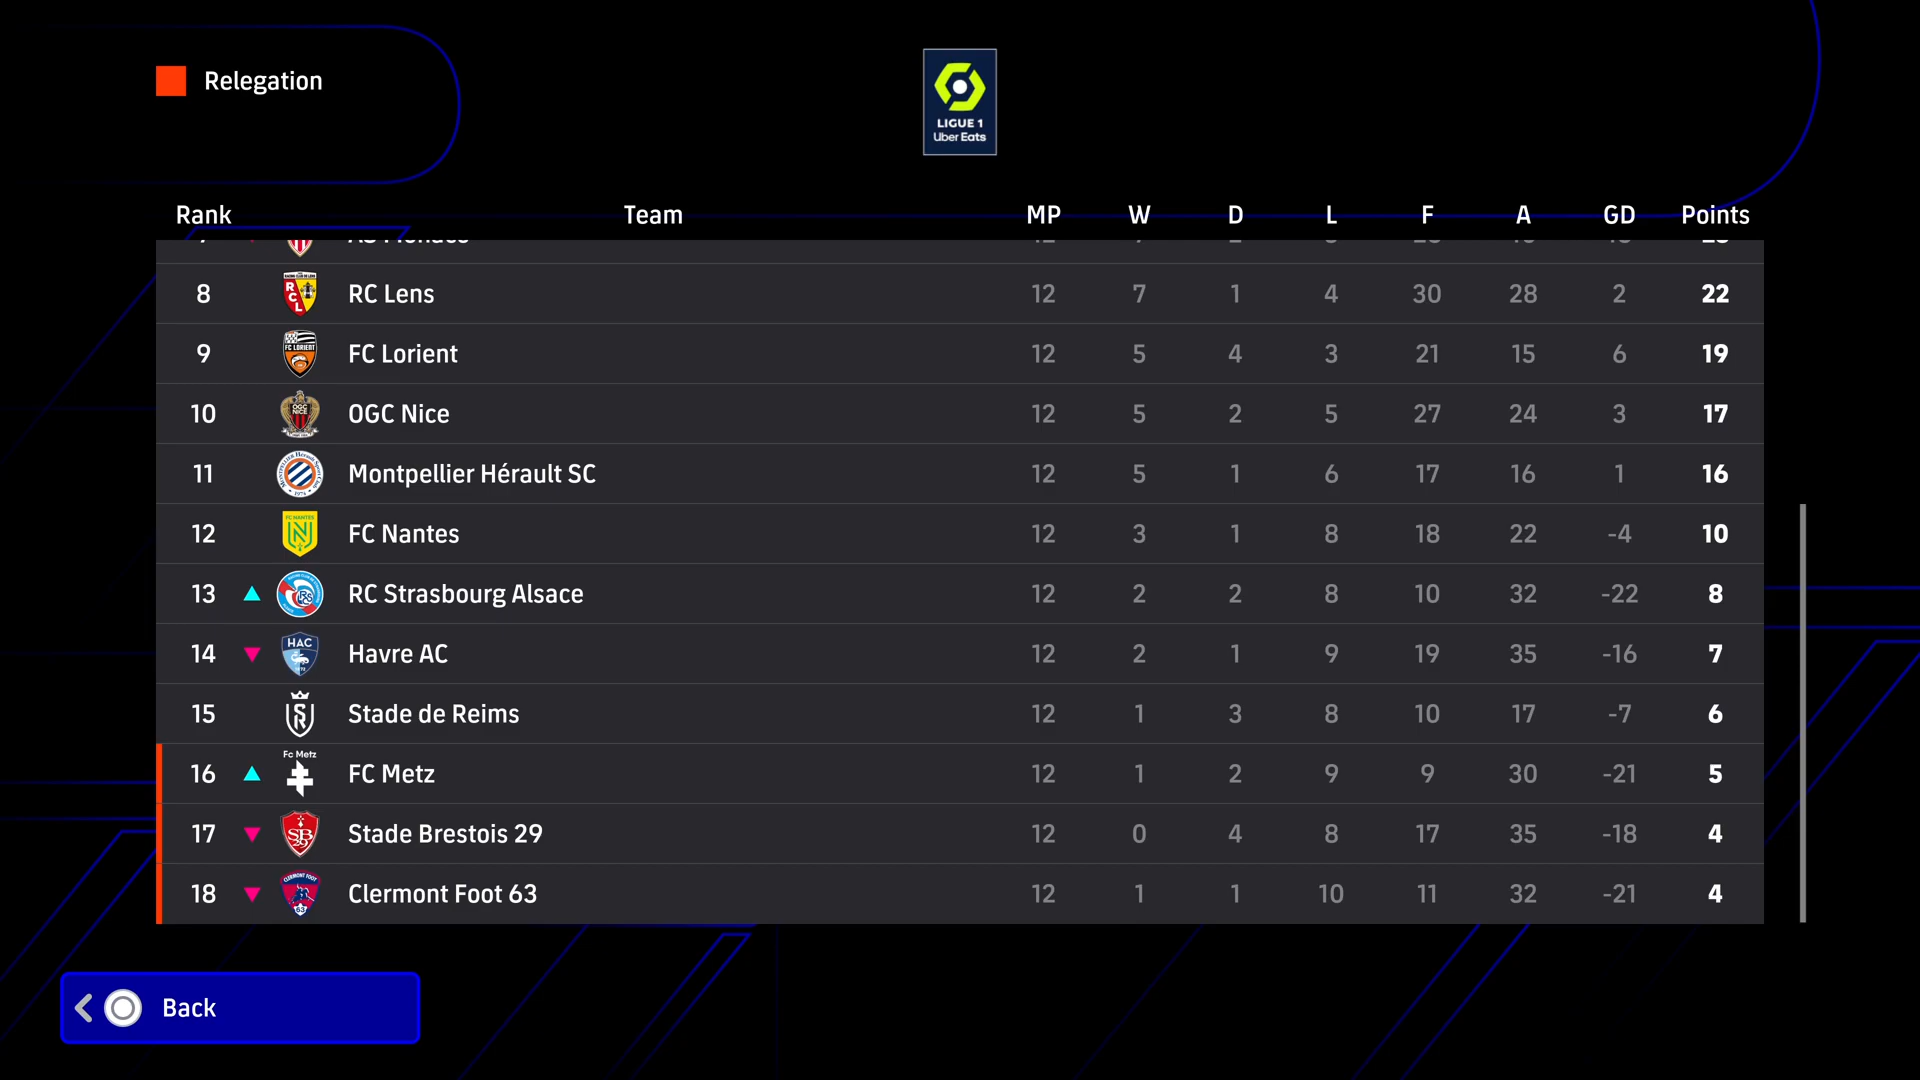 Relegation
LIGUE 1
Uber Eats
Rank Team MP W D L F A GD Points
8 RC Lens 12 7 1 4 30 28 2 22
9 FC Lorient 12 5 4 3 21 15 6 19
10 OGC Nice 12 5 2 5 27 24 3 17
11 Montpellier Hérault SC 12 5 1 6 17 16 1 16
12 FC Nantes 12 3 1 8 18 22 -4 10
13 RC Strasbourg Alsace 12 2 2 8 10 32 -22 8
14 Havre AC 12 2 1 9 19 35 -16 7
15 Stade de Reims 12 1 3 8 10 17 -7 6
Fc Metz
16 FC Metz 12 1 2 9 9 30 -21 5
17 Stade Brestois 29 12 0 4 8 17 35 -18 4
18 Clermont Foot 63 12 1 1 10 11 32 -21 4
Back